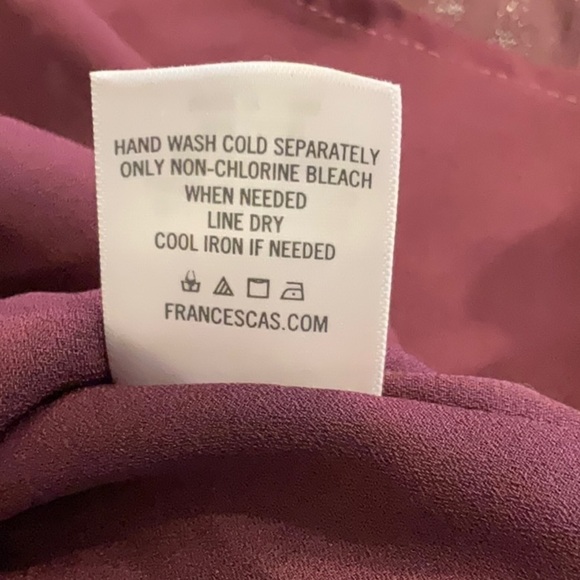 HAND WASH COLD SEPARATELY
ONLY NON-CHLORINE BLEACH
WHEN NEEDED
LINE DRY
COOL IRON IF NEEDED
FRANCESCAS.COM